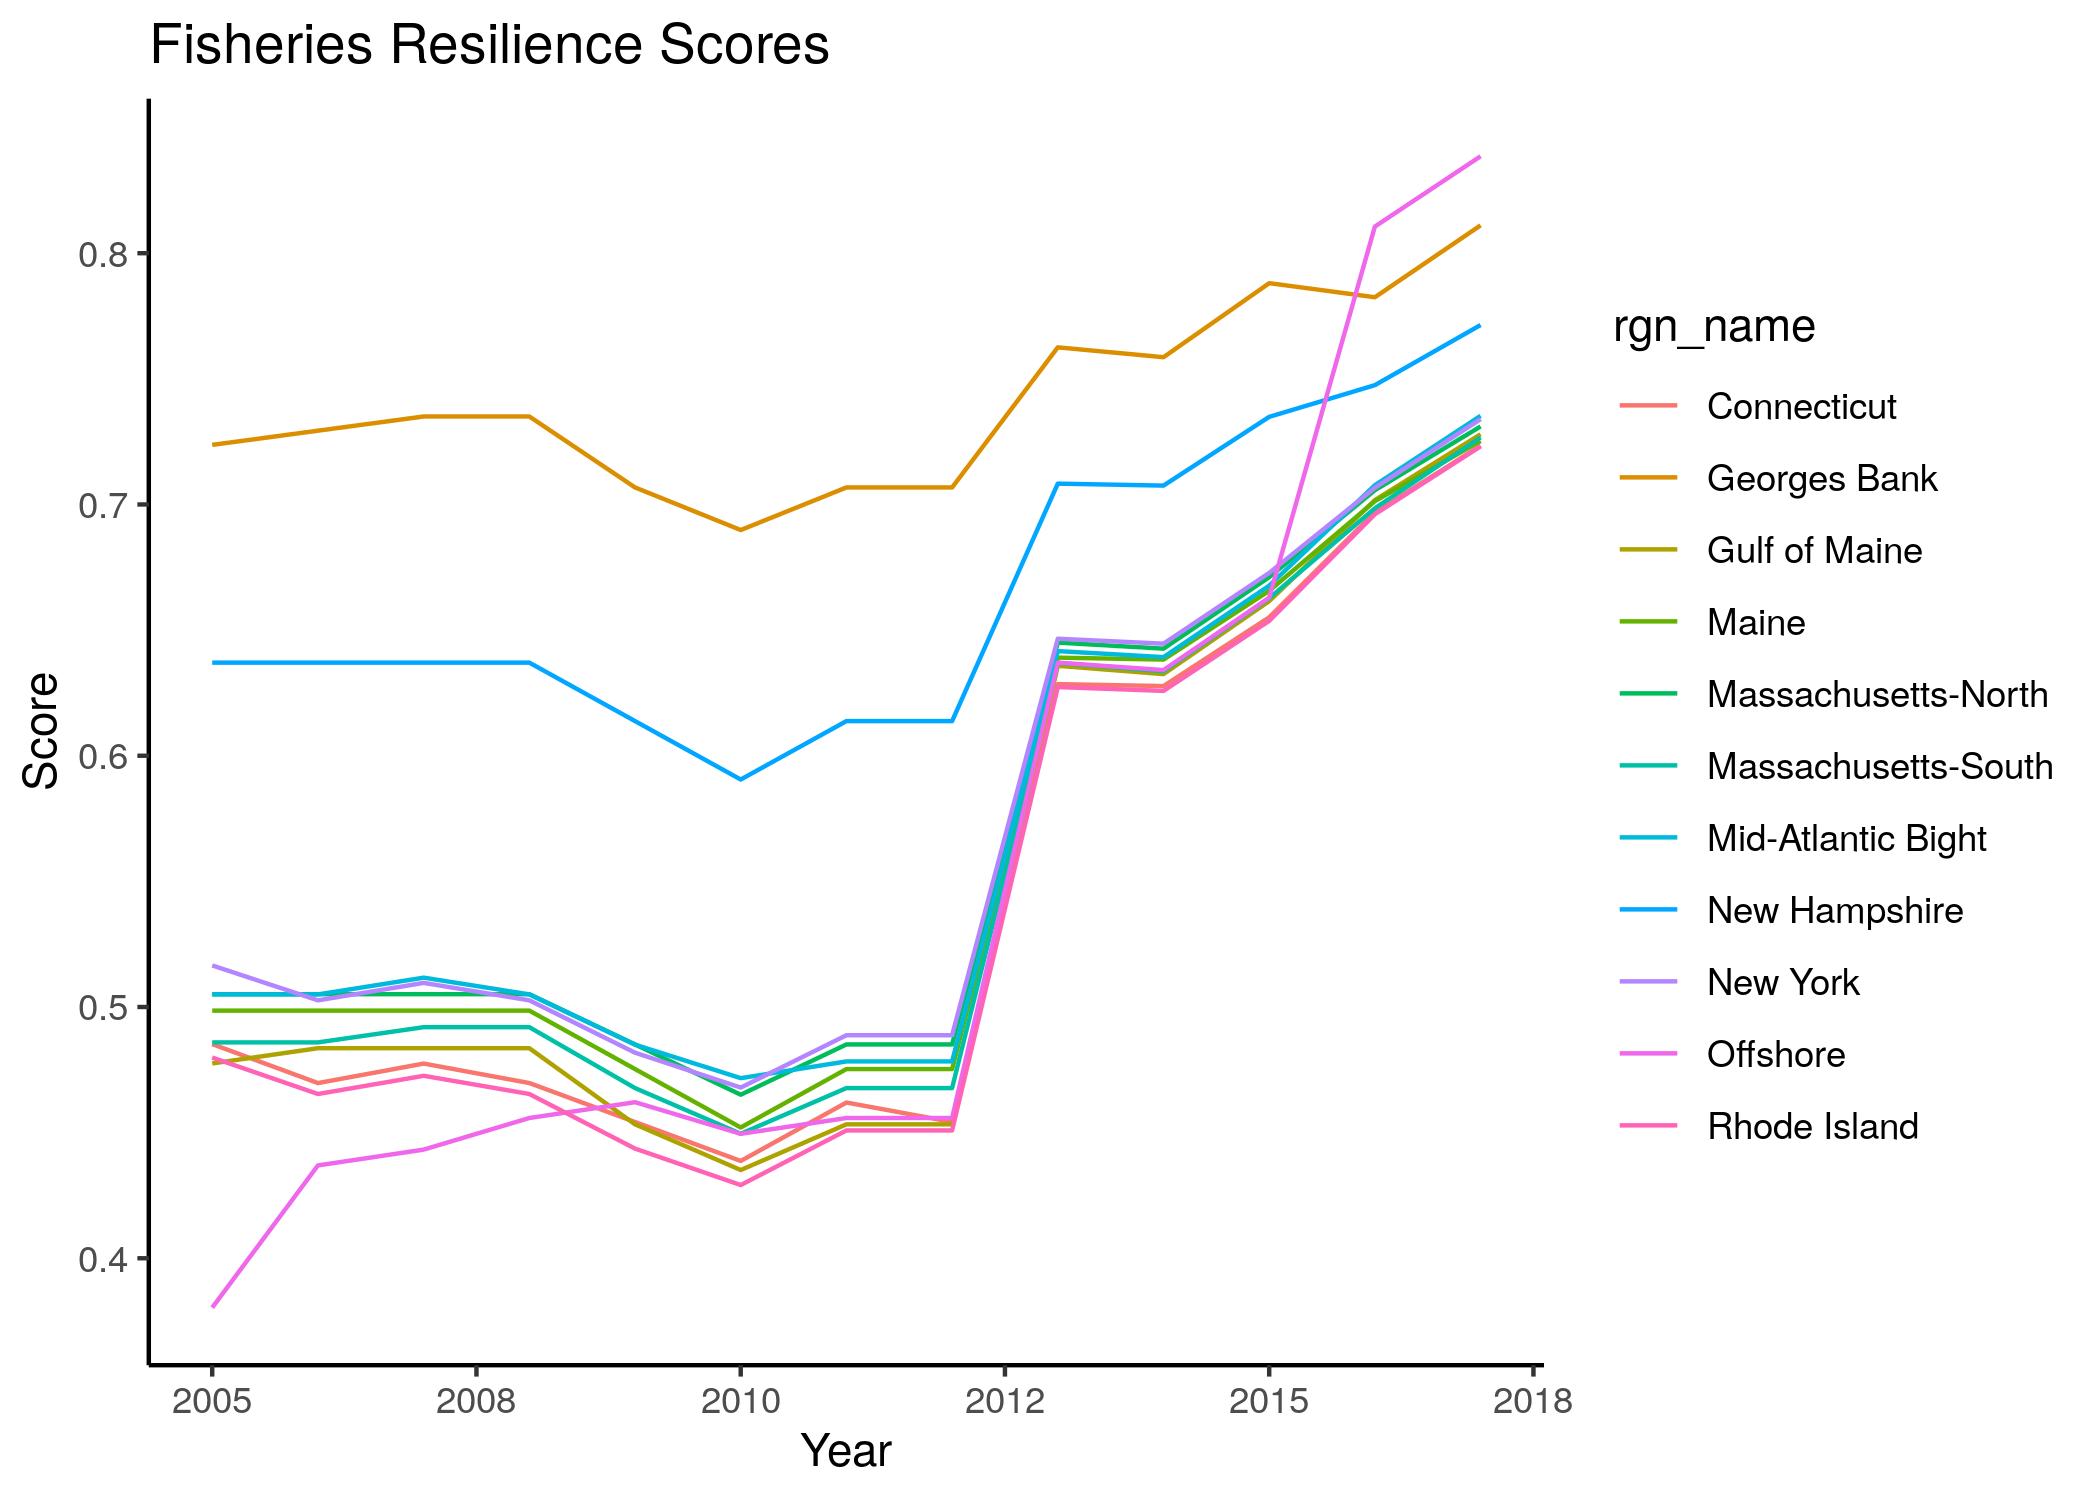 Fisheries Resilience Scores
0.8
0.7
0.6
0.5
0.4
Score
2005 2008 2010 2012 2015 2018
Year
rgn_name
Connecticut
Georges Bank
Gulf of Maine
Maine
Massachusetts-North
Massachusetts-South
Mid-Atlantic Bight
New Hampshire
New York
Offshore
Rhode Island